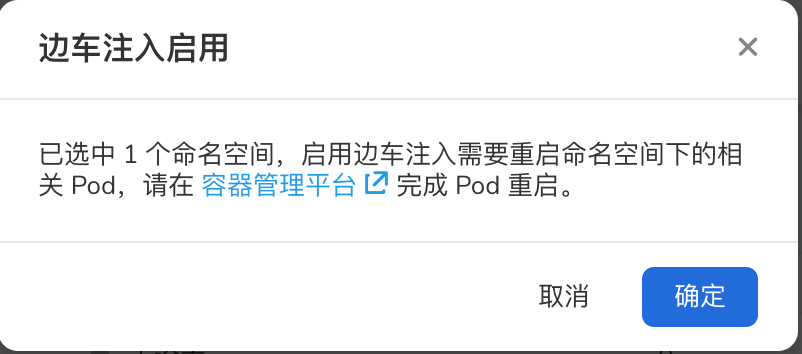 边车注入启用
已选中 1 个命名空间，启用边车注入需要重启命名空间下的相
关 Pod，请在 容器管理平台 完成 Pod 重启。
取消
确定